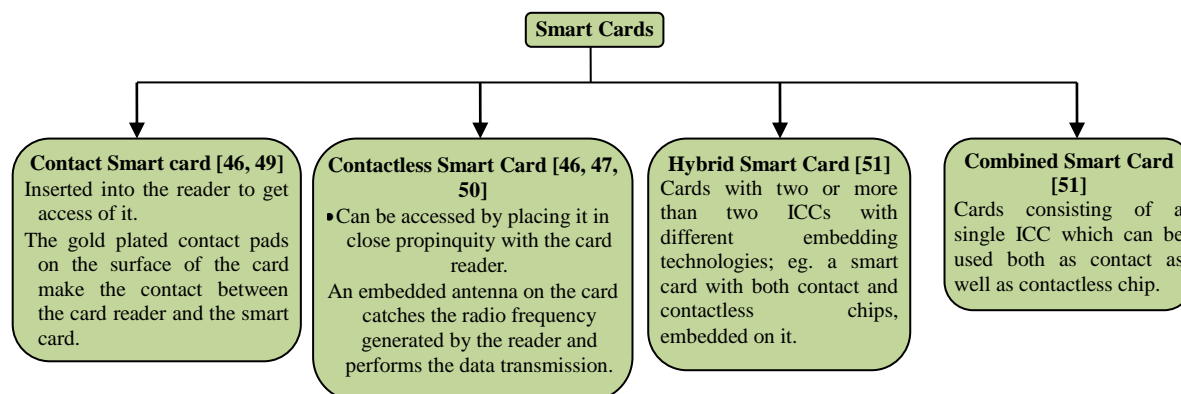 Smart Cards
Contact Smart card [46, 49]
Inserted into the reader to get
access of it.
The gold plated contact pads
on the surface of the card
make the contact between
the card reader and the smart
card.
Contactless Smart Card [46, 47,
50]
•Can be accessed by placing it in
close propinquity with the card
reader.
An embedded antenna on the card
catches the radio frequency
generated by the reader and
performs the data transmission.
Hybrid Smart Card [51]
Cards with two or more
than two ICCs with
different embedding
technologies; eg. a smart
card with both contact and
contactless chips,
embedded on it.
Combined Smart Card
[51]
Cards consisting of a
single ICC which can be
used both as contact as
well as contactless chip.